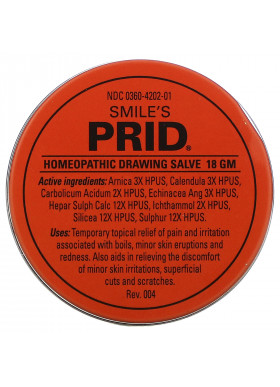 NDC 0360-4202-01
SMILE'S
PRID®
HOMEOPATHIC DRAWING SALVE 18 GM
Active ingredients: Arnica 3X HPUS, Calendula 3X HPUS,
Carbolicum Acidum 2X HPUS, Echinacea Ang 3X HPUS,
Hepar Sulph Calc 12X HPUS, Ichthammol 2X HPUS,
Silicea 12X HPUS, Sulphur 12X HPUS.
Uses: Temporary topical relief of pain and irritation
associated with boils, minor skin eruptions and
redness. Also aids in relieving the discomfort
of minor skin irritations, superficial
cuts and scratches.
Rev. 004